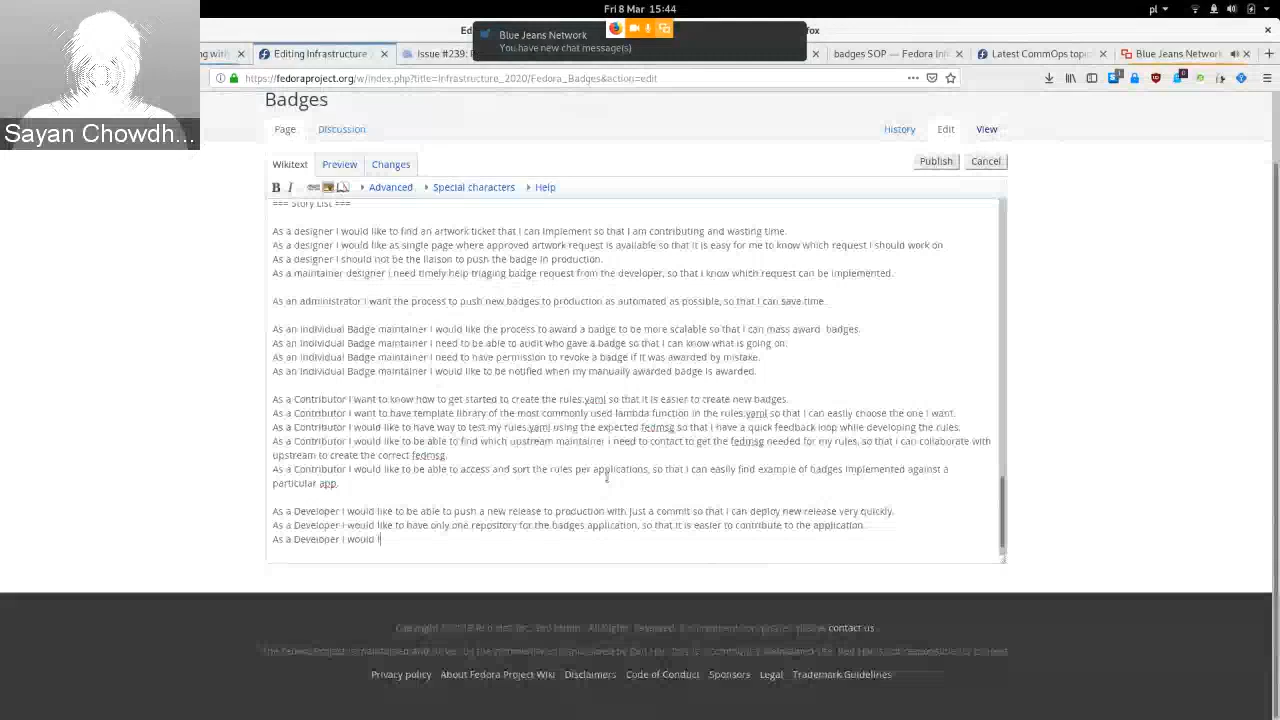 Fri 8 Mar 15:44
pl
Blue Jeans Network
You have new chat message(s)
Editing Infrastructure
Issue #239:
badges SOP — Fedora
Latest CommOps topic
Blue Jeans Network
https://fedoraproject.org/w/index.php?title=Infrastructure_2020/Fedora_Badges&action=edit
Sayan Chowdh...
Badges
Page Discussion History Edit View
Wikitext Preview Changes Publish Cancel
B I Advanced Special characters Help
=== Story List ===
As a designer I would like to find an artwork ticket that I can implement so that I am contributing and wasting time.
As a designer I would like as single page where approved artwork request is available so that it is easy for me to know which request I should work on
As a designer I should not be the liaison to push the badge in production.
As a maintainer designer i need timely help triaging badge request from the developer, so that i know which request can be implemented.
As an administrator I want the process to push new badges to production as automated as possible, so that I can save time.
As an Individual Badge maintainer I would like the process to award a badge to be more scalable so that I can mass award badges.
As an Individual Badge maintainer I need to be able to audit who gave a badge so that I can know what is going on.
As an Individual Badge maintainer I need to have permission to revoke a badge if it was awarded by mistake.
As an Individual Badge maintainer I would like to be notified when my manually awarded badge is awarded.
As a Contributor I want to know how to get started to create the rules.yaml so that it is easier to create new badges.
As a Contributor I want to have template library of the most commonly used lambda function in the rules.yaml so that I can easily choose the one I want.
As a Contributor I would like to have way to test my rules.yaml using the expected fedmsg so that i have a quick feedback loop while developing the rules.
As a Contributor I would like to be able to find which upstream maintainer i need to contact to get the fedmsg needed for my rules, so that i can collaborate with
upstream to create the correct fedmsg.
As a Contributor I would like to be able to access and sort the rules per applications, so that I can easily find example of badges implemented against a
particular app.
As a Developer I would like to be able to push a new release to production with just a commit so that I can deploy new release very quickly.
As a Developer I would like to have only one repository for the badges application, so that it is easier to contribute to the application.
As a Developer I would l
contact us
Privacy policy About Fedora Project Wiki Disclaimers Code of Conduct Sponsors Legal Trademark Guidelines